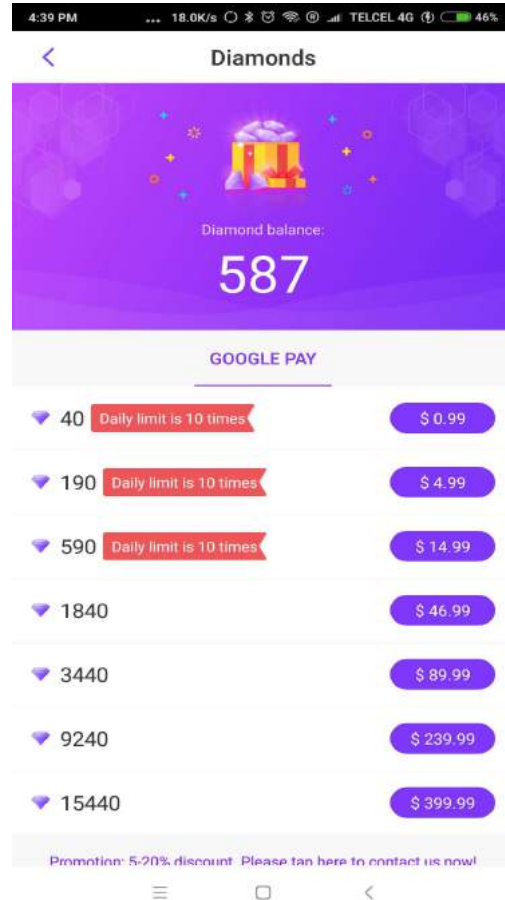 4:39 PM ... 18.0K/s ® TELCEL 4G 46%
Diamonds
Diamond balance:
587
GOOGLE PAY
40 Daily limit is 10 times $ 0.99
190 Daily limit is 10 times $ 4.99
590 Daily limit is 10 times $ 14.99
1840 $ 46.99
3440 $ 89.99
9240 $ 239.99
15440 $ 399.99
Promotion: 5-20% discount. Please tap here to contact us now!